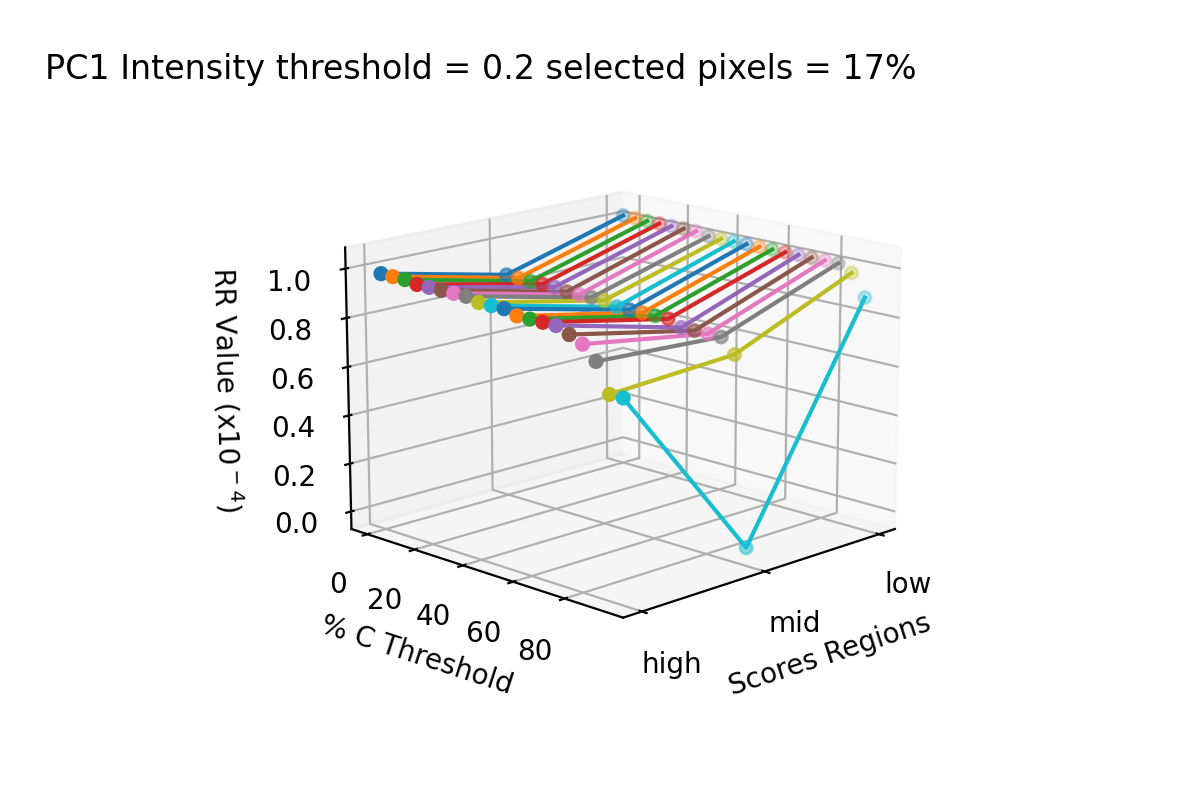 PC1 Intensity threshold = 0.2 selected pixels = 17%
RR Value (x10⁻⁴)
1.0
0.8
0.6
0.4
0.2
0.0
0
20
40
60
80
% C Threshold
high
mid
low
Scores Regions